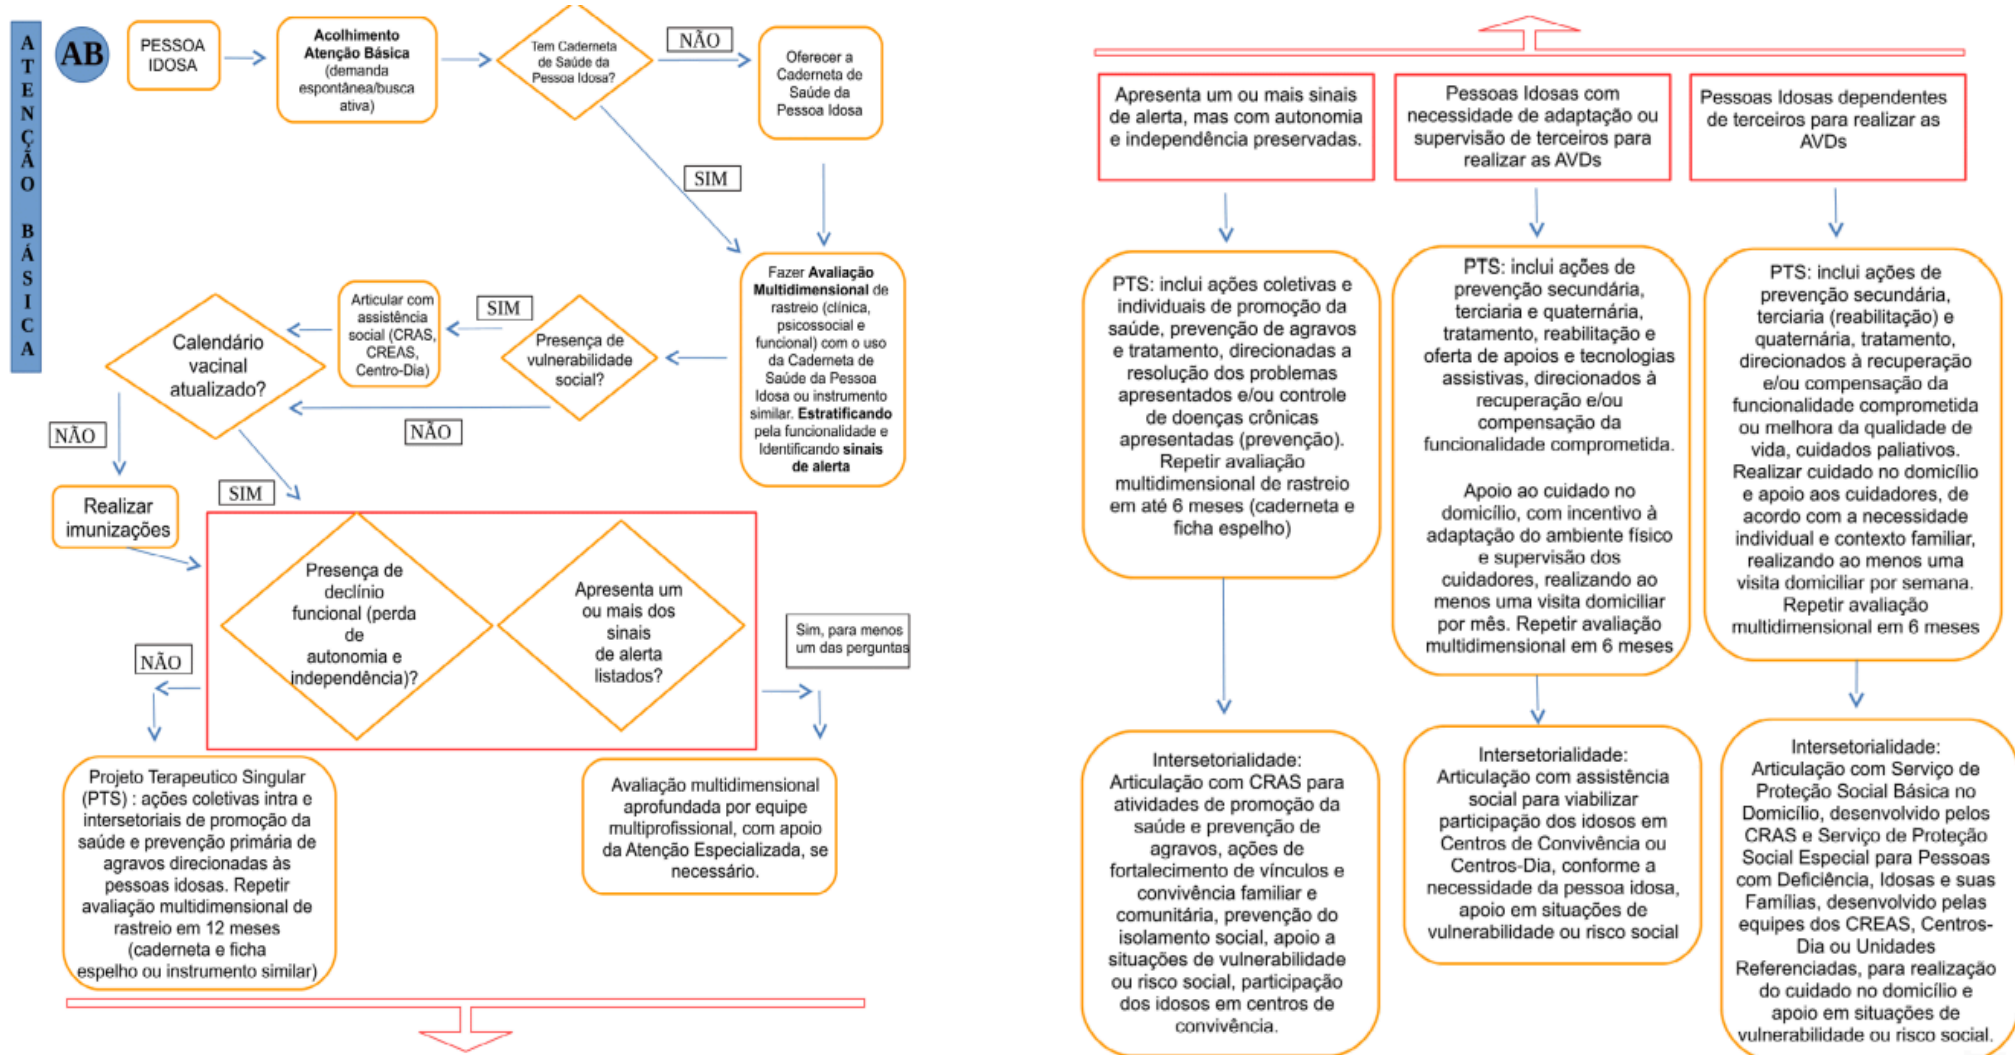 ATENÇÃO BÁSICA
AB
PESSOA
IDOSA
Acolhimento
Atenção Básica
(demanda
espontânea/busca
ativa)
Tem Caderneta
de Saúde da
Pessoa Idosa?
NÃO
Oferecer a
Caderneta de
Saúde da
Pessoa Idosa
SIM
Fazer Avaliação
Multidimensional de
rastreio (clínica,
psicossocial e
funcional) com o uso
da Caderneta de
Saúde da Pessoa
Idosa ou instrumento
similar. Estratificando
pela funcionalidade e
Identificando sinais
de alerta
Presença de
vulnerabilidade
social?
SIM
Articular com
assistência
social (CRAS,
CREAS,
Centro-Dia)
NÃO
Calendário
vacinal
atualizado?
NÃO
Realizar
imunizações
SIM
Presença de
declínio
funcional (perda
de
autonomia e
independência)?
Apresenta um
ou mais dos
sinais
de alerta
listados?
NÃO
Sim, para menos
um das perguntas
Projeto Terapeutico Singular
(PTS) : ações coletivas intra e
intersetoriais de promoção da
saúde e prevenção primária de
agravos direcionadas às
pessoas idosas. Repetir
avaliação multidimensional de
rastreio em 12 meses
(caderneta e ficha
espelho ou instrumento similar)
Avaliação multidimensional
aprofundada por equipe
multiprofissional, com apoio
da Atenção Especializada, se
necessário.
Apresenta um ou mais sinais
de alerta, mas com autonomia
e independência preservadas.
PTS: inclui ações coletivas e
individuais de promoção da
saúde, prevenção de agravos
e tratamento, direcionadas a
resolução dos problemas
apresentados e/ou controle
de doenças crônicas
apresentadas (prevenção).
Repetir avaliação
multidimensional de rastreio
em até 6 meses (caderneta e
ficha espelho)
Intersetorialidade:
Articulação com CRAS para
atividades de promoção da
saúde e prevenção de
agravos, ações de
fortalecimento de vínculos e
convivência familiar e
comunitária, prevenção do
isolamento social, apoio a
situações de vulnerabilidade
ou risco social, participação
dos idosos em centros de
convivência.
Pessoas Idosas com
necessidade de adaptação ou
supervisão de terceiros para
realizar as AVDs
PTS: inclui ações de
prevenção secundária,
terciaria e quaternária,
tratamento, reabilitação e
oferta de apoios e tecnologias
assistivas, direcionados à
recuperação e/ou
compensação da
funcionalidade comprometida.
Apoio ao cuidado no
domicílio, com incentivo à
adaptação do ambiente físico
e supervisão dos
cuidadores, realizando ao
menos uma visita domiciliar
por mês. Repetir avaliação
multidimensional em 6 meses
Intersetorialidade:
Articulação com assistência
social para viabilizar
participação dos idosos em
Centros de Convivência ou
Centros-Dia, conforme a
necessidade da pessoa idosa,
apoio em situações de
vulnerabilidade ou risco social
Pessoas Idosas dependentes
de terceiros para realizar as
AVDs
PTS: inclui ações de
prevenção secundária,
terciaria (reabilitação) e
quaternária, tratamento,
direcionados à recuperação
e/ou compensação da
funcionalidade comprometida
ou melhora da qualidade de
vida, cuidados paliativos.
Realizar cuidado no domicílio
e apoio aos cuidadores, de
acordo com a necessidade
individual e contexto familiar,
realizando ao menos uma
visita domiciliar por semana.
Repetir avaliação
multidimensional em 6 meses
Intersetorialidade:
Articulação com Serviço de
Proteção Social Básica no
Domicílio, desenvolvido pelos
CRAS e Serviço de Proteção
Social Especial para Pessoas
com Deficiência, Idosas e suas
Famílias, desenvolvido pelas
equipes dos CREAS, Centros-
Dia ou Unidades
Referenciadas, para realização
do cuidado no domicílio e
apoio em situações de
vulnerabilidade ou risco social.